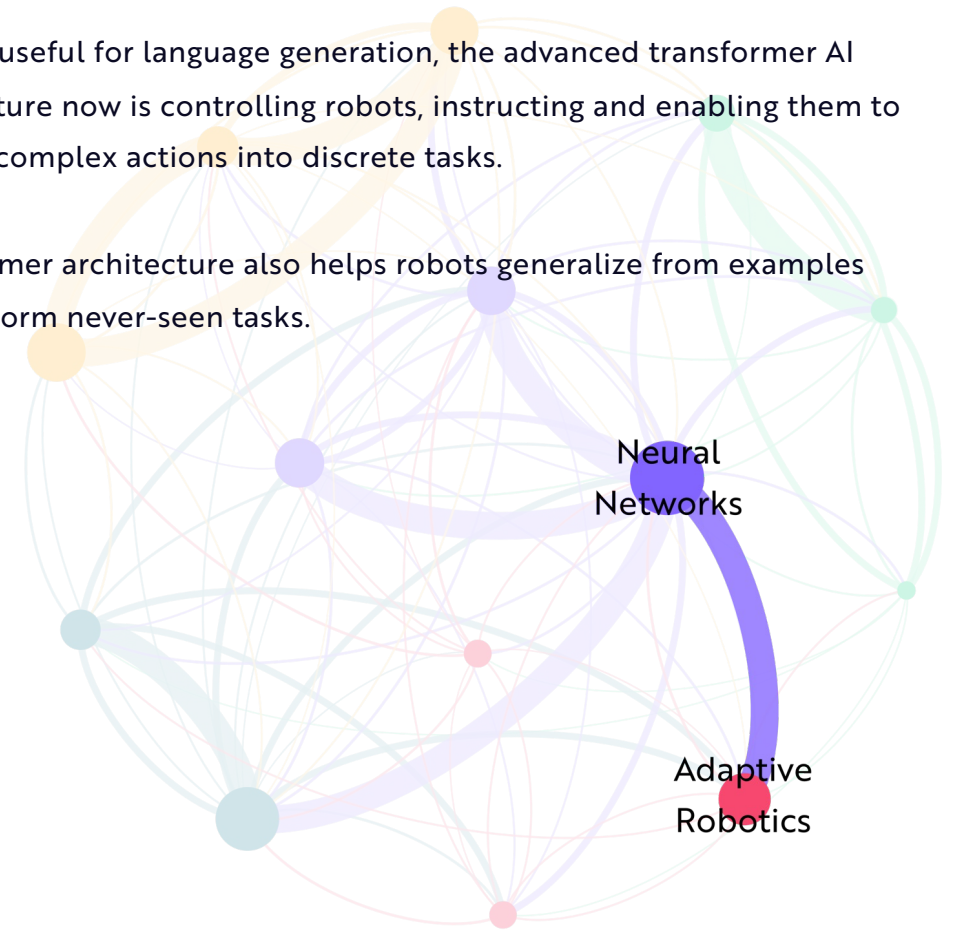 useful for language generation, the advanced transformer AI
ture now is controlling robots, instructing and enabling them to
complex actions into discrete tasks.
mer architecture also helps robots generalize from examples
orm never-seen tasks.
Neural
Networks
Adaptive
Robotics